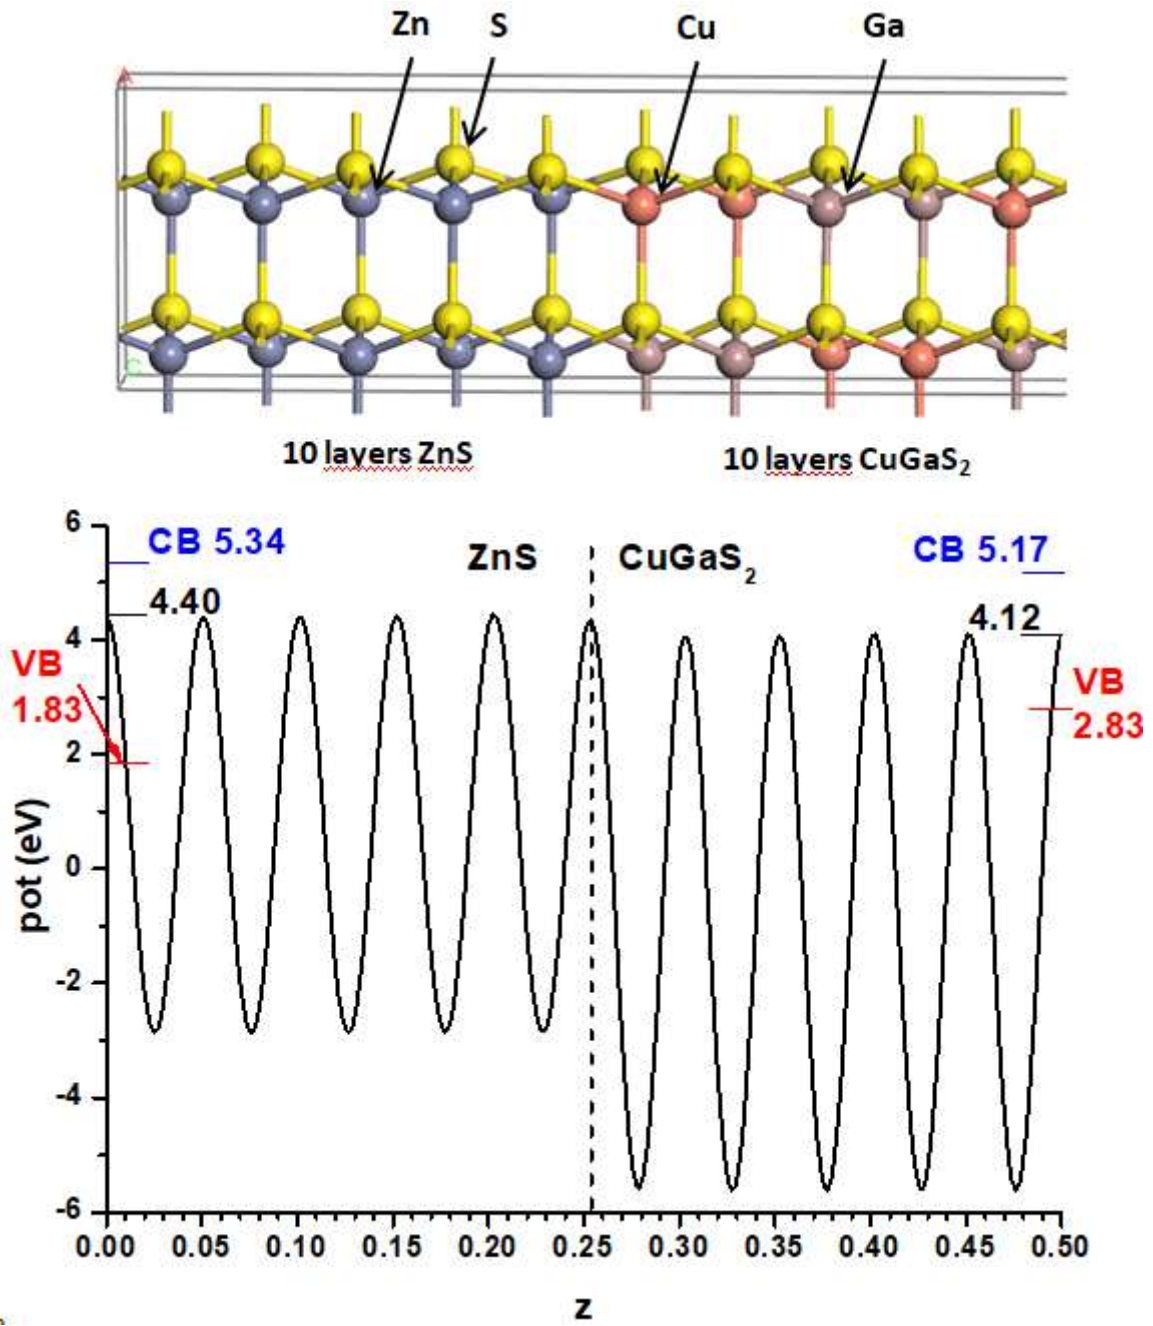 Zn S Cu Ga
10 layers ZnS 10 layers CuGaS₂
6
CB 5.34 ZnS CuGaS₂ CB 5.17
4.40 4.12
4
VB VB
1.83 2.83
2
0
-2
-4
-6
pot (eV)
0.00 0.05 0.10 0.15 0.20 0.25 0.30 0.35 0.40 0.45 0.50
z